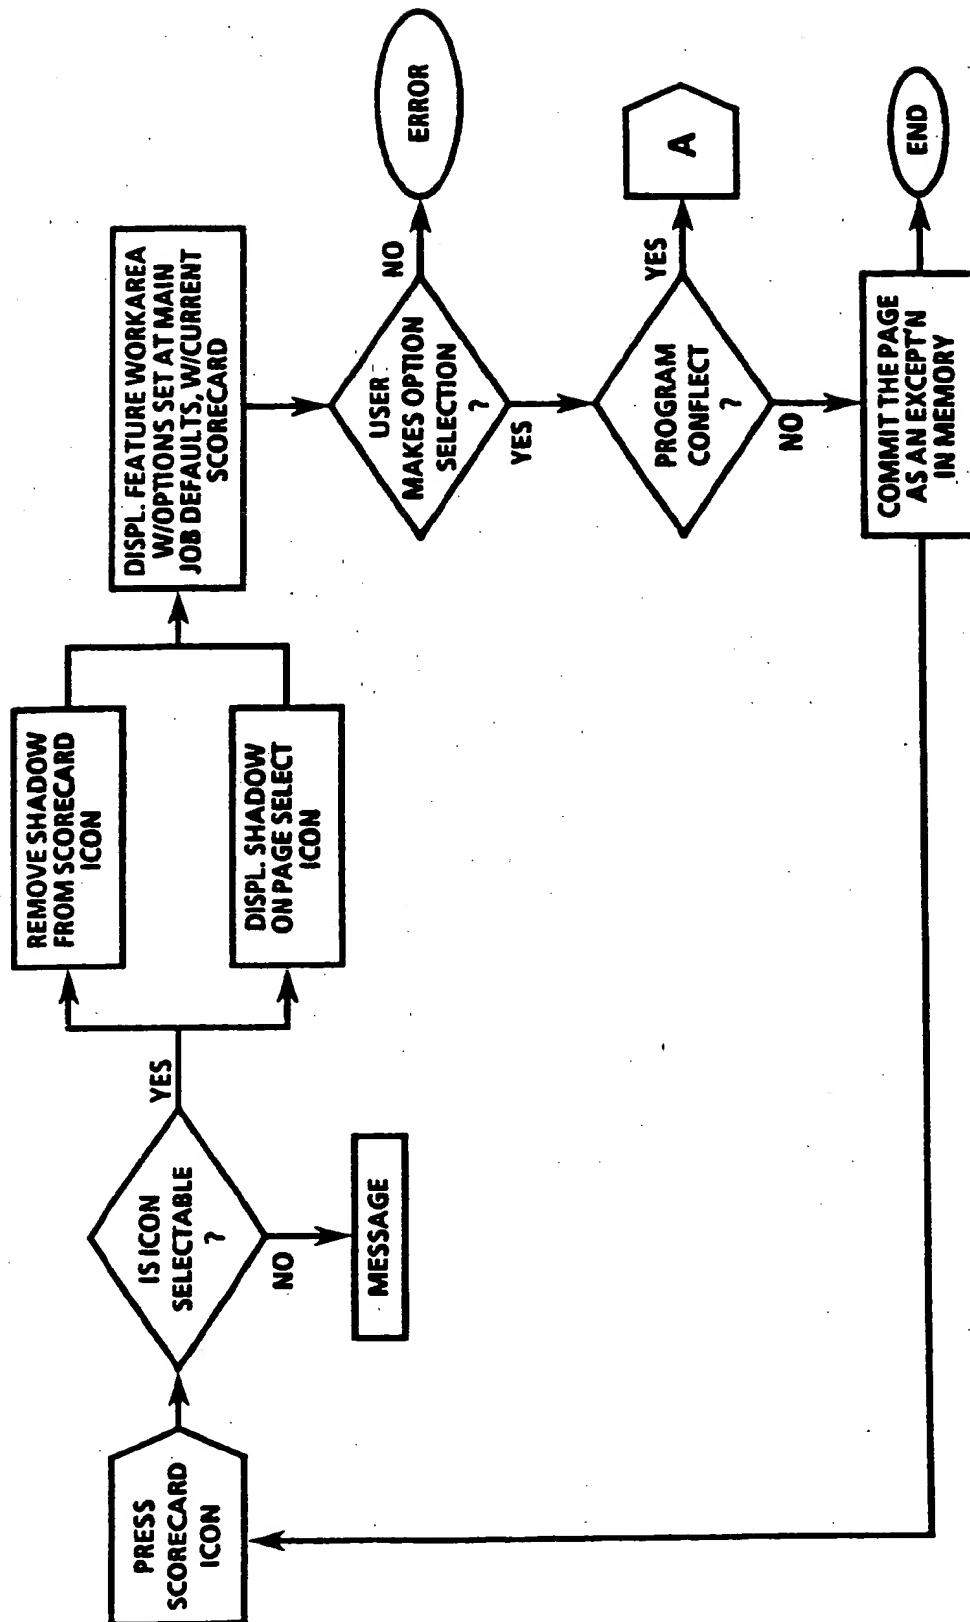 PRESS
SCORECARD
ICON
IS ICON
SELECTABLE
?
YES
NO
MESSAGE
REMOVE SHADOW
FROM SCORECARD
ICON
DISPL. SHADOW
ON PAGE SELECT
ICON
DISPL. FEATURE WORKAREA
W/OPTIONS SET AT MAIN
JOB DEFAULTS, W/CURRENT
SCORECARD
USER
MAKES OPTION
SELECTION
?
NO
ERROR
YES
PROGRAM
CONFLECT
?
YES
A
NO
COMMIT THE PAGE
AS AN EXCEPT'N
IN MEMORY
END